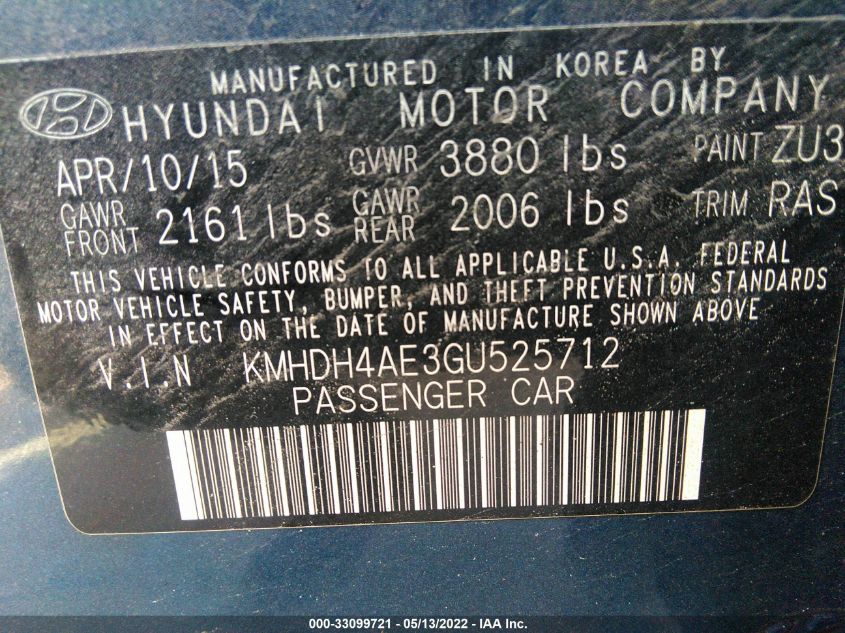 MANUFACTURED IN KOREA BY
HYUNDAI MOTOR COMPANY
APR/10/15 GVWR 3880 lbs PAINT ZU3
GAWR FRONT 2161 lbs GAWR REAR 2006 lbs TRIM RAS
THIS VEHICLE CONFORMS TO ALL APPLICABLE U.S.A. FEDERAL
MOTOR VEHICLE SAFETY, BUMPER, AND THEFT PREVENTION STANDARDS
IN EFFECT ON THE DATE OF MANUFACTURE SHOWN ABOVE
V.I.N KMHDH4AE3GU525712
PASSENGER CAR
000-33099721 - 05/13/2022 - IAA Inc.